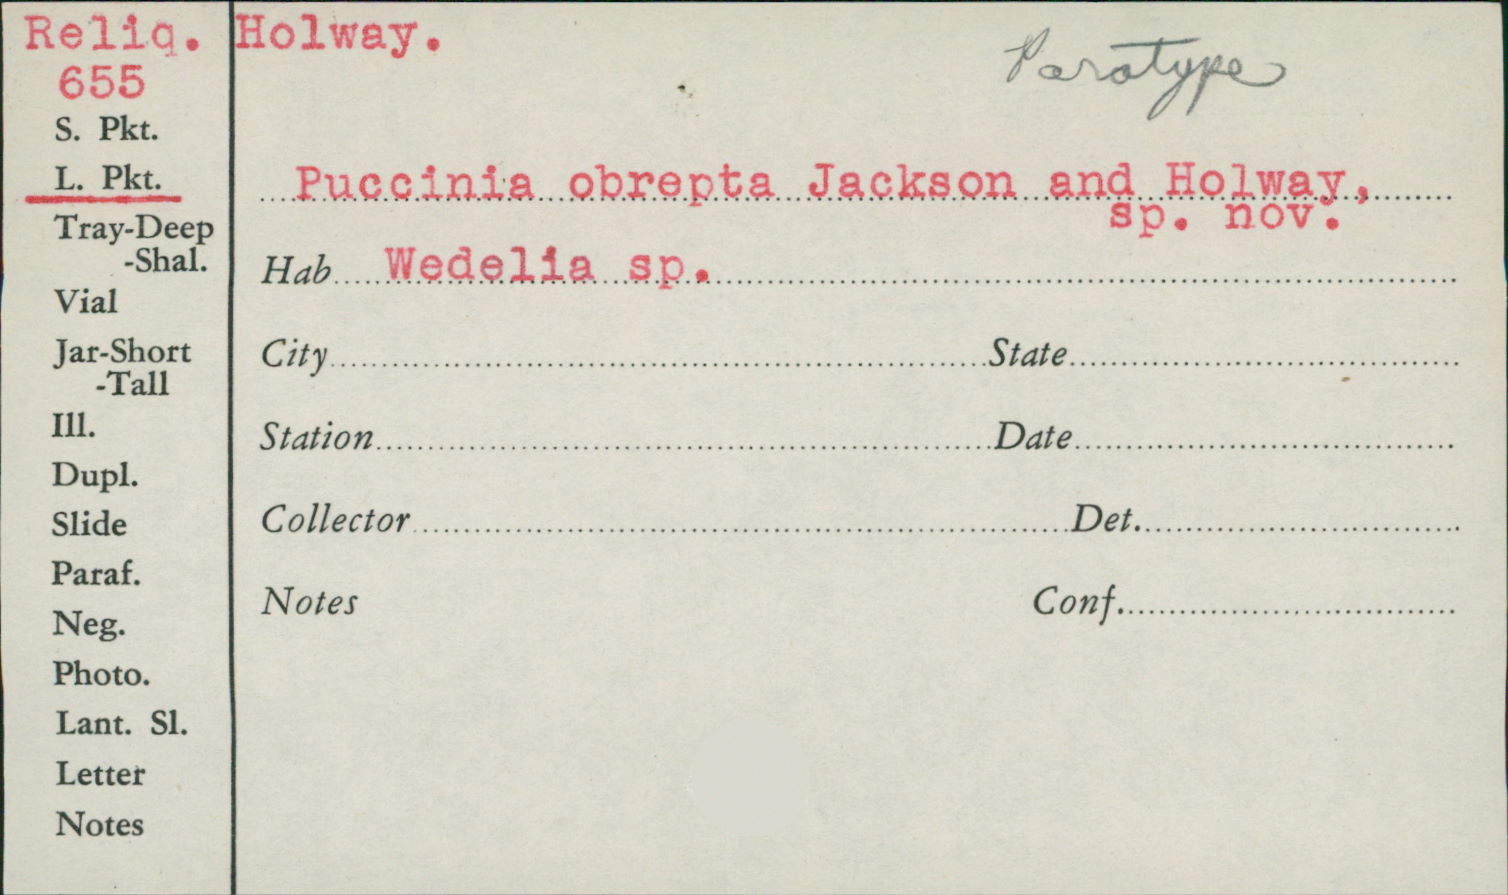 Reliq. Holway.
655
Paratype
S. Pkt.
L. Pkt.
Puccinia obrepta Jackson and Holway,
sp. nov.
Tray-Deep
-Shal.
Hab Wedelia sp.
Vial
Jar-Short
-Tall
City State
Ill.
Station Date
Dupl.
Slide
Collector Det.
Paraf.
Notes Conf.
Neg.
Photo.
Lant. Sl.
Letter
Notes